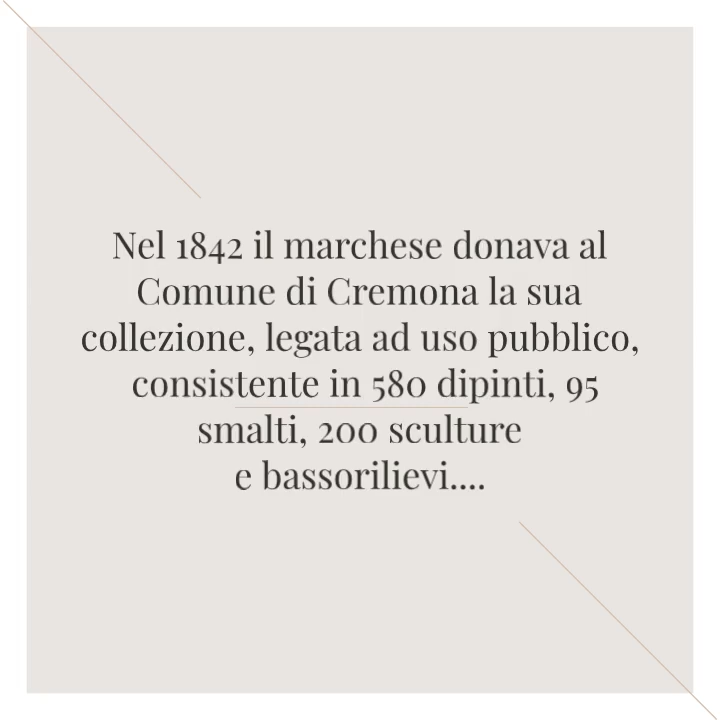 Nel 1842 il marchese donava al
Comune di Cremona la sua
collezione, legata ad uso pubblico,
consistente in 580 dipinti, 95
smalti, 200 sculture
e bassorilievi....